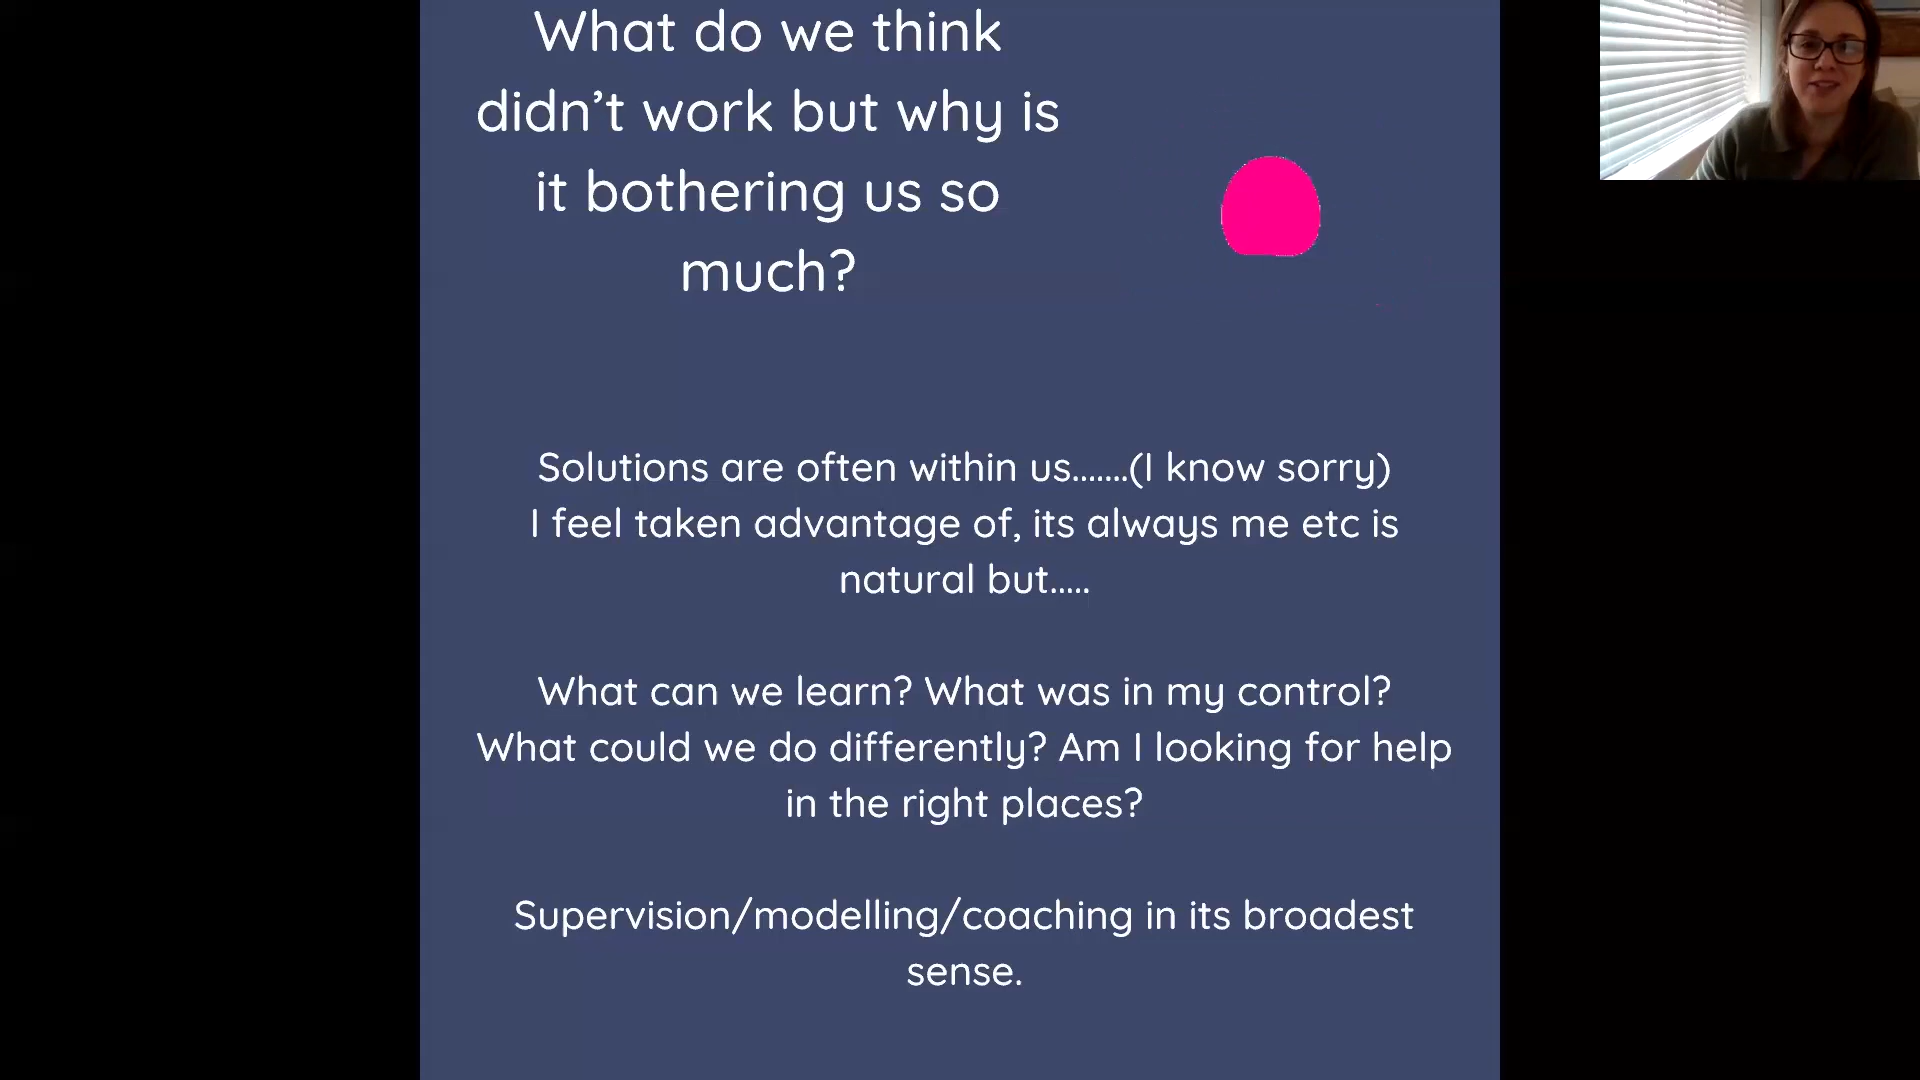 What do we think
didn’t work but why is
it bothering us so
much?
Solutions are often within us.......(I know sorry)
I feel taken advantage of, its always me etc is
natural but.....
What can we learn? What was in my control?
What could we do differently? Am I looking for help
in the right places?
Supervision/modelling/coaching in its broadest
sense.